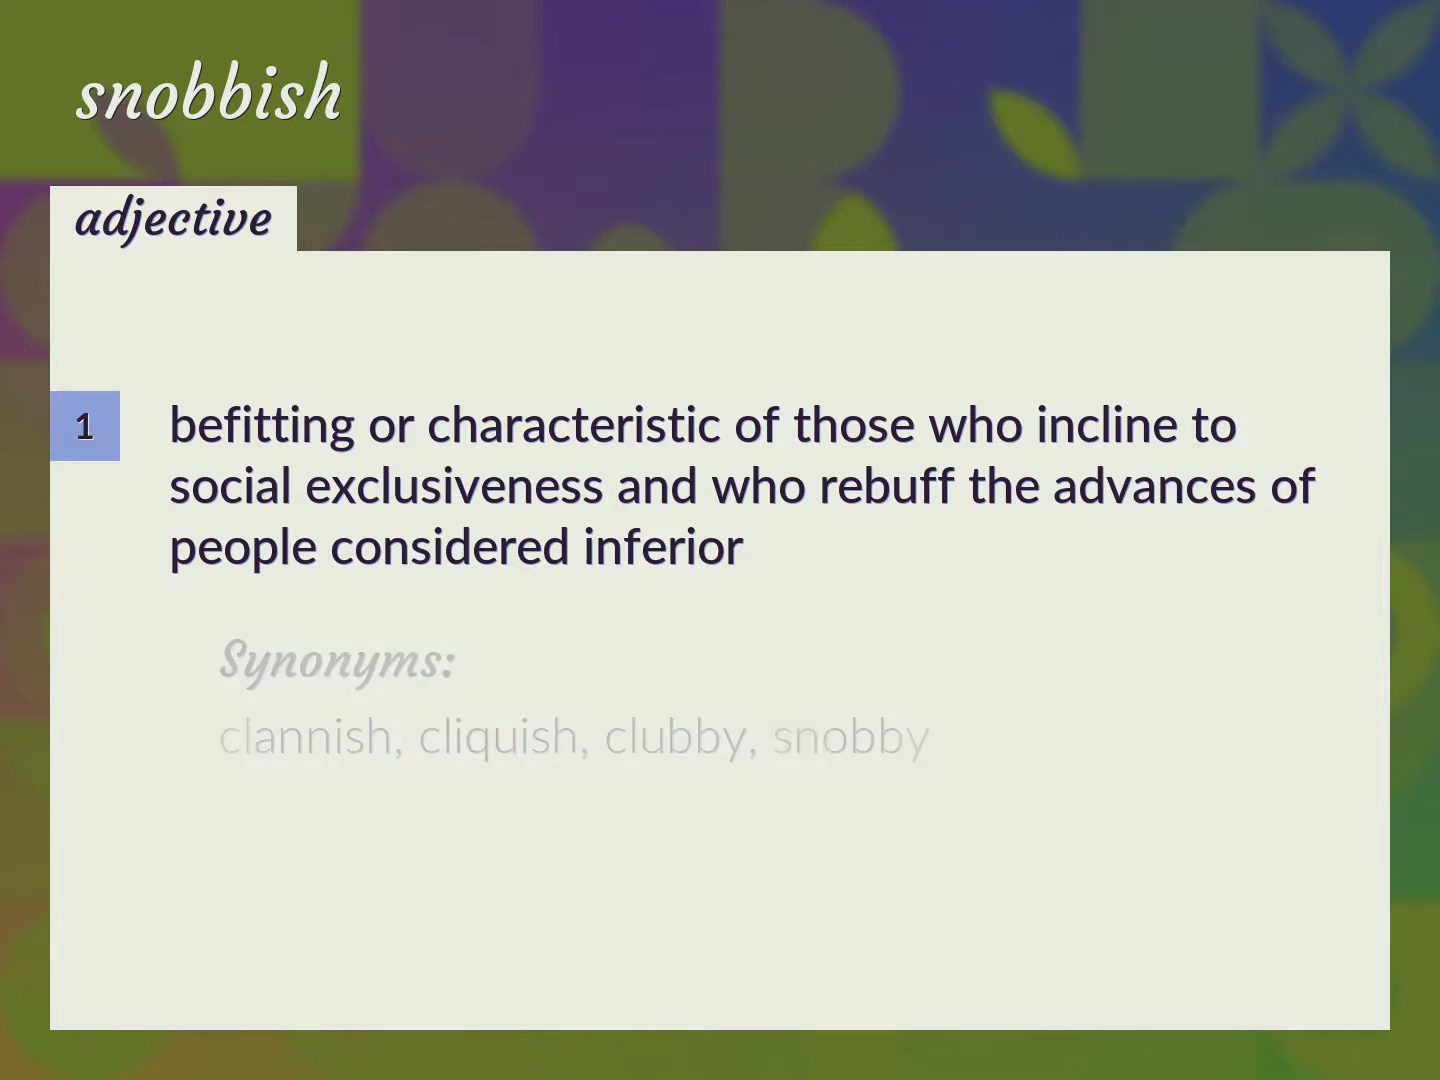 snobbish
adjective
1
befitting or characteristic of those who incline to
social exclusiveness and who rebuff the advances of
people considered inferior
Synonyms:
clannish, cliquish, clubby, snobby